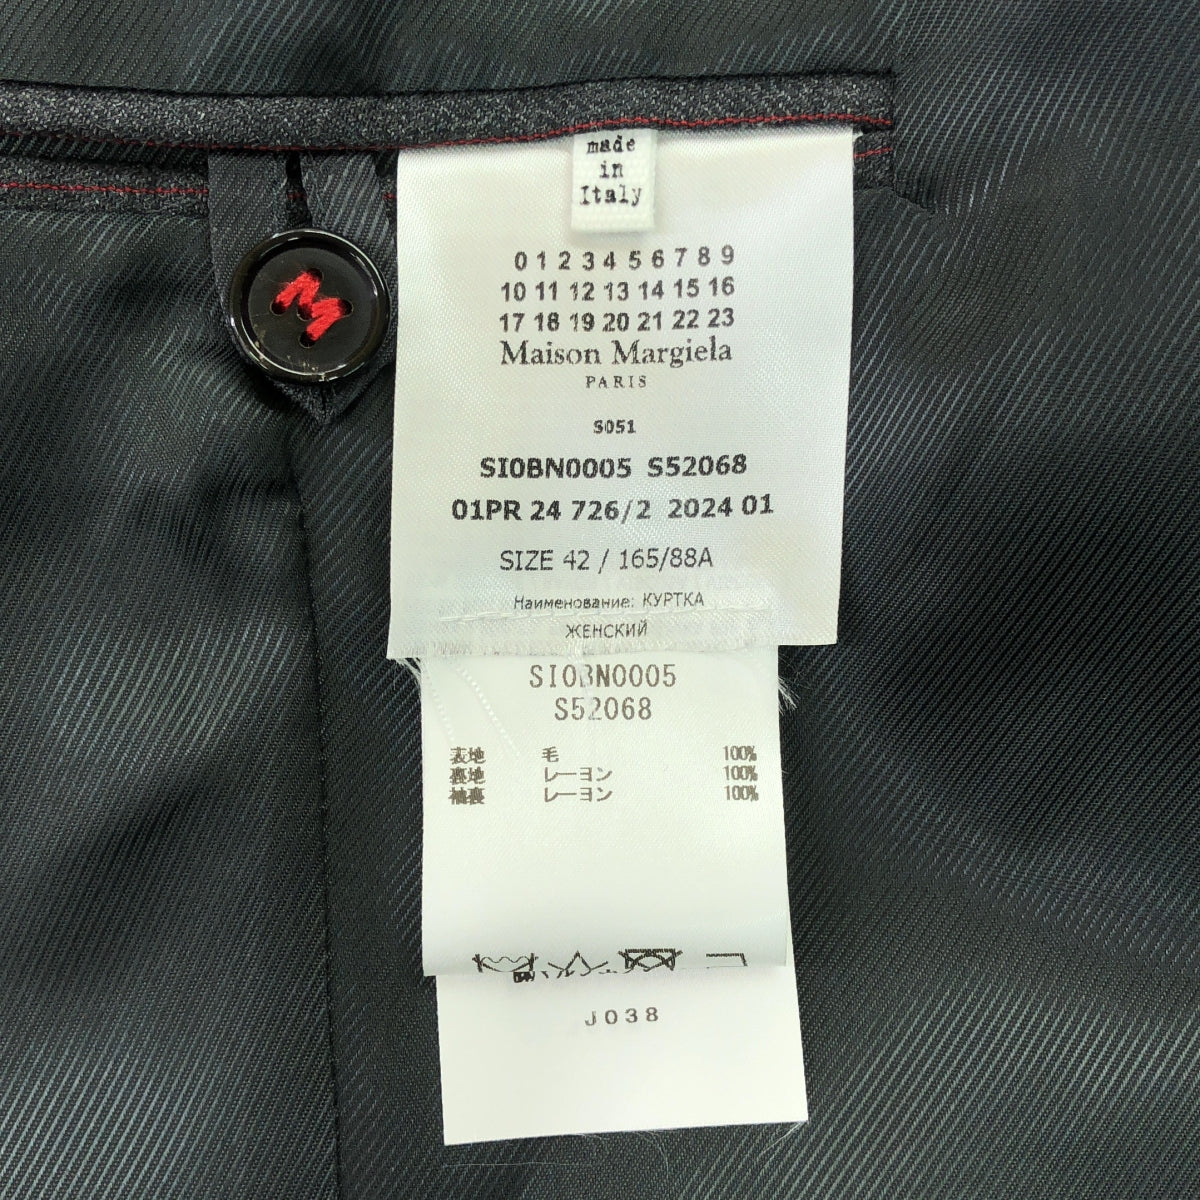 made
in
Italy
0 1 2 3 4 5 6 7 8 9
10 11 12 13 14 15 16
17 18 19 20 21 22 23
Maison Margiela
PARIS
S051
SI0BN0005 S52068
01PR 24 726/2 2024 01
SIZE 42 / 165/88A
Наименование: КУРТКА
ЖЕНСКИЙ
SI0BN0005
S52068
表地 毛 100%
裏地 レーヨン 100%
袖裏 レーヨン 100%
J038